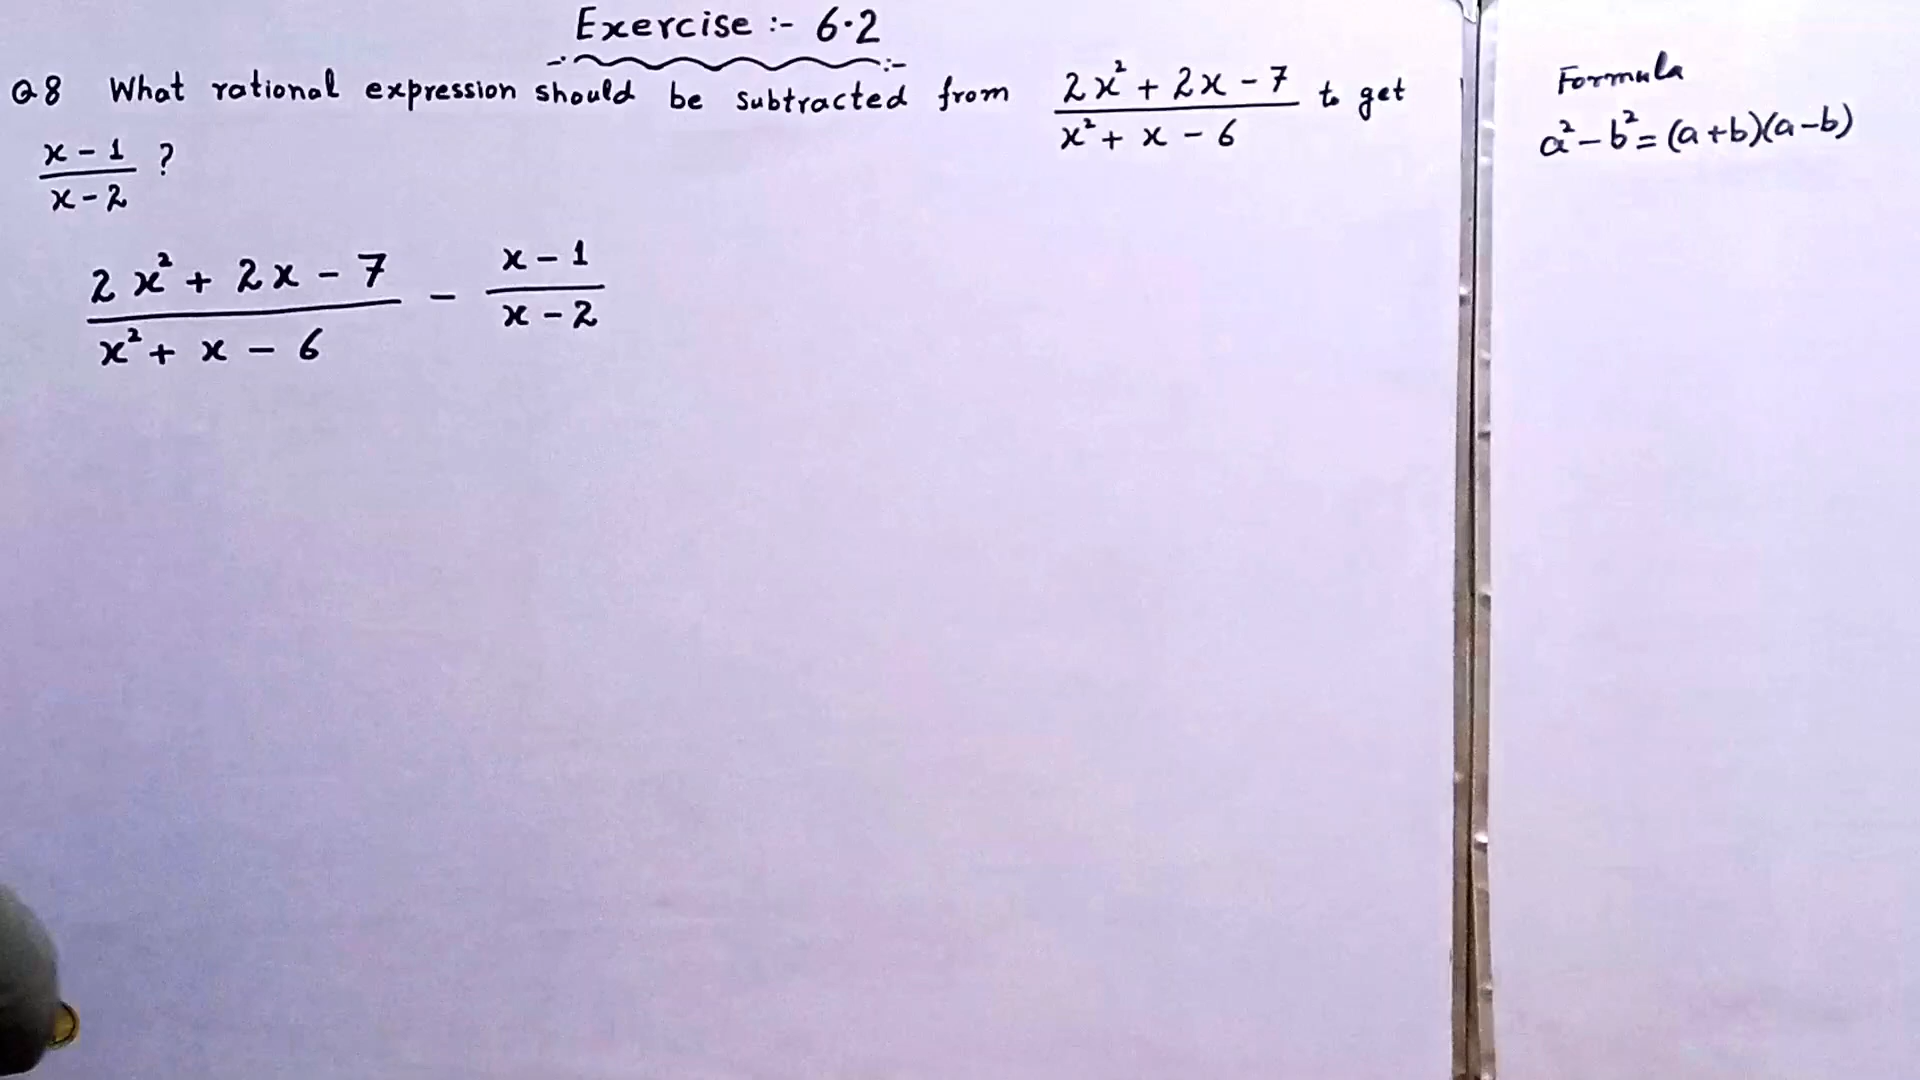 Exercise :- 6.2
Q8 What rational expression should be subtracted from (2x² + 2x - 7)/(x² + x - 6) to get
(x - 1)/(x - 2) ?
(2x² + 2x - 7)/(x² + x - 6) - (x - 1)/(x - 2)
Formula
a² - b² = (a+b)(a-b)